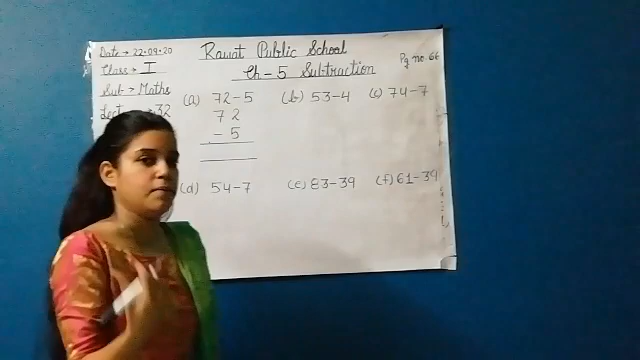 Date → 22.09.20
Rawat Public School
Pg no. 66
Class → I
Ch - 5 Subtraction
Sub → Maths
32
(a) 72-5
(b) 53-4
(c) 74-7
7 2
- 5
(d) 54-7
(e) 83-39
(f) 61-39